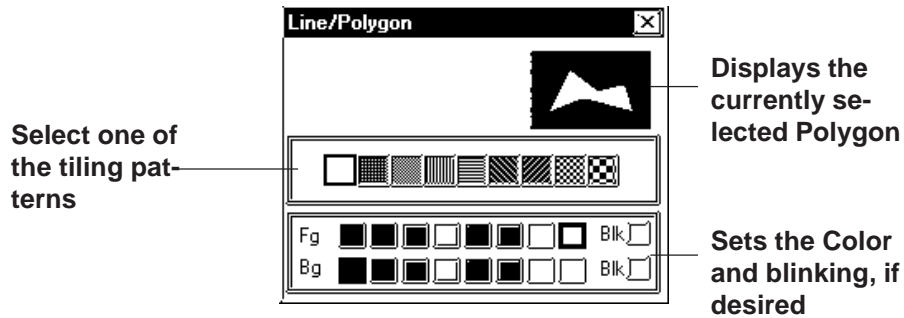 Line/Polygon
Displays the
currently se-
lected Polygon
Select one of
the tiling pat-
terns
Fg Blk
Bg Blk
Sets the Color
and blinking, if
desired